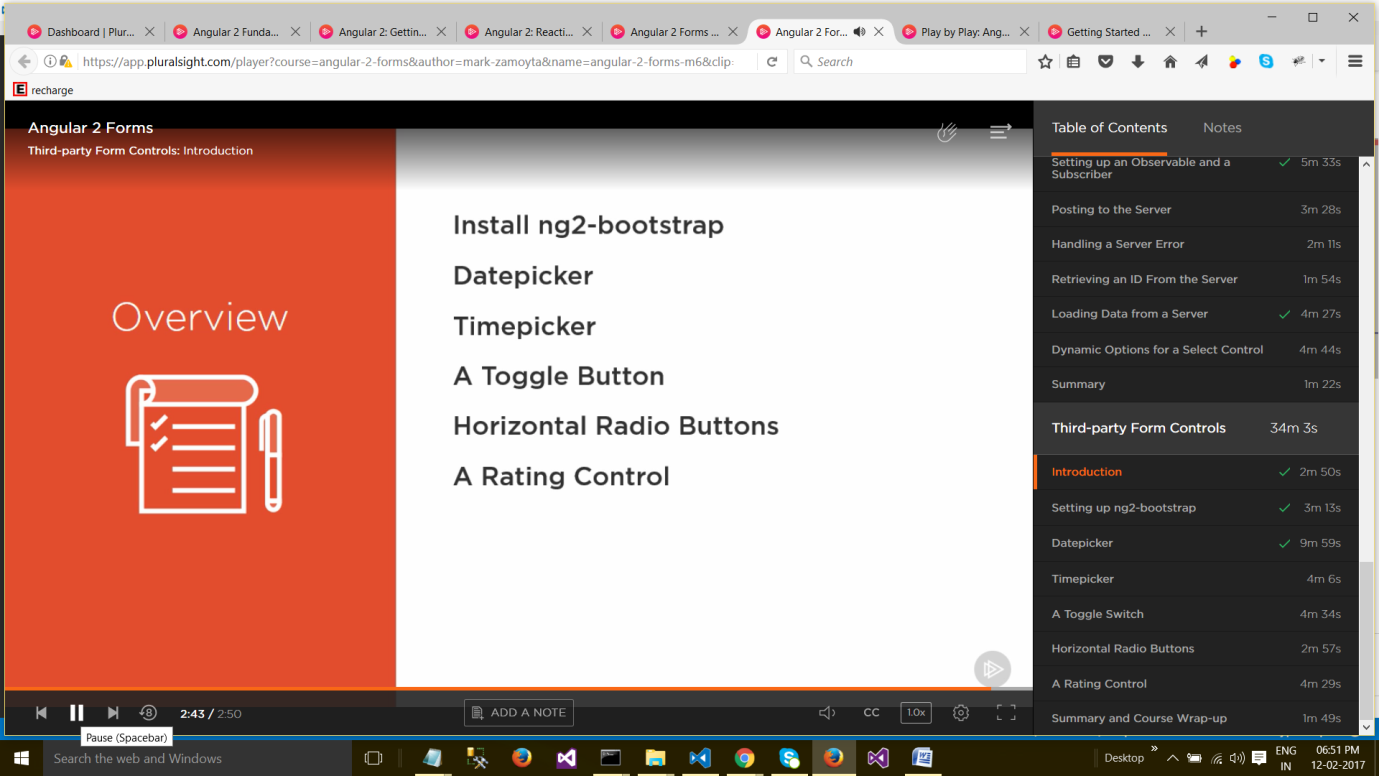 Dashboard | Plur...
Angular 2 Funda...
Angular 2: Gettin...
Angular 2: Reacti...
Angular 2 Forms ...
Angular 2 For...
Play by Play: Ang...
Getting Started ...
https://app.pluralsight.com/player?course=angular-2-forms&author=mark-zamoyta&name=angular-2-forms-m6&clip:
Search
E recharge
Angular 2 Forms
Third-party Form Controls: Introduction
Overview
Install ng2-bootstrap
Datepicker
Timepicker
A Toggle Button
Horizontal Radio Buttons
A Rating Control
8
2:43 / 2:50
ADD A NOTE
CC
1.0x
Pause (Spacebar)
Table of Contents
Notes
Setting up an Observable and a 5m 33s
Subscriber
Posting to the Server 3m 28s
Handling a Server Error 2m 11s
Retrieving an ID From the Server 1m 54s
Loading Data from a Server 4m 27s
Dynamic Options for a Select Control 4m 44s
Summary 1m 22s
Third-party Form Controls 34m 3s
Introduction 2m 50s
Setting up ng2-bootstrap 3m 13s
Datepicker 9m 59s
Timepicker 4m 6s
A Toggle Switch 4m 34s
Horizontal Radio Buttons 2m 57s
A Rating Control 4m 29s
Summary and Course Wrap-up 1m 49s
Search the web and Windows
Desktop
ENG
IN
06:51 PM
12-02-2017